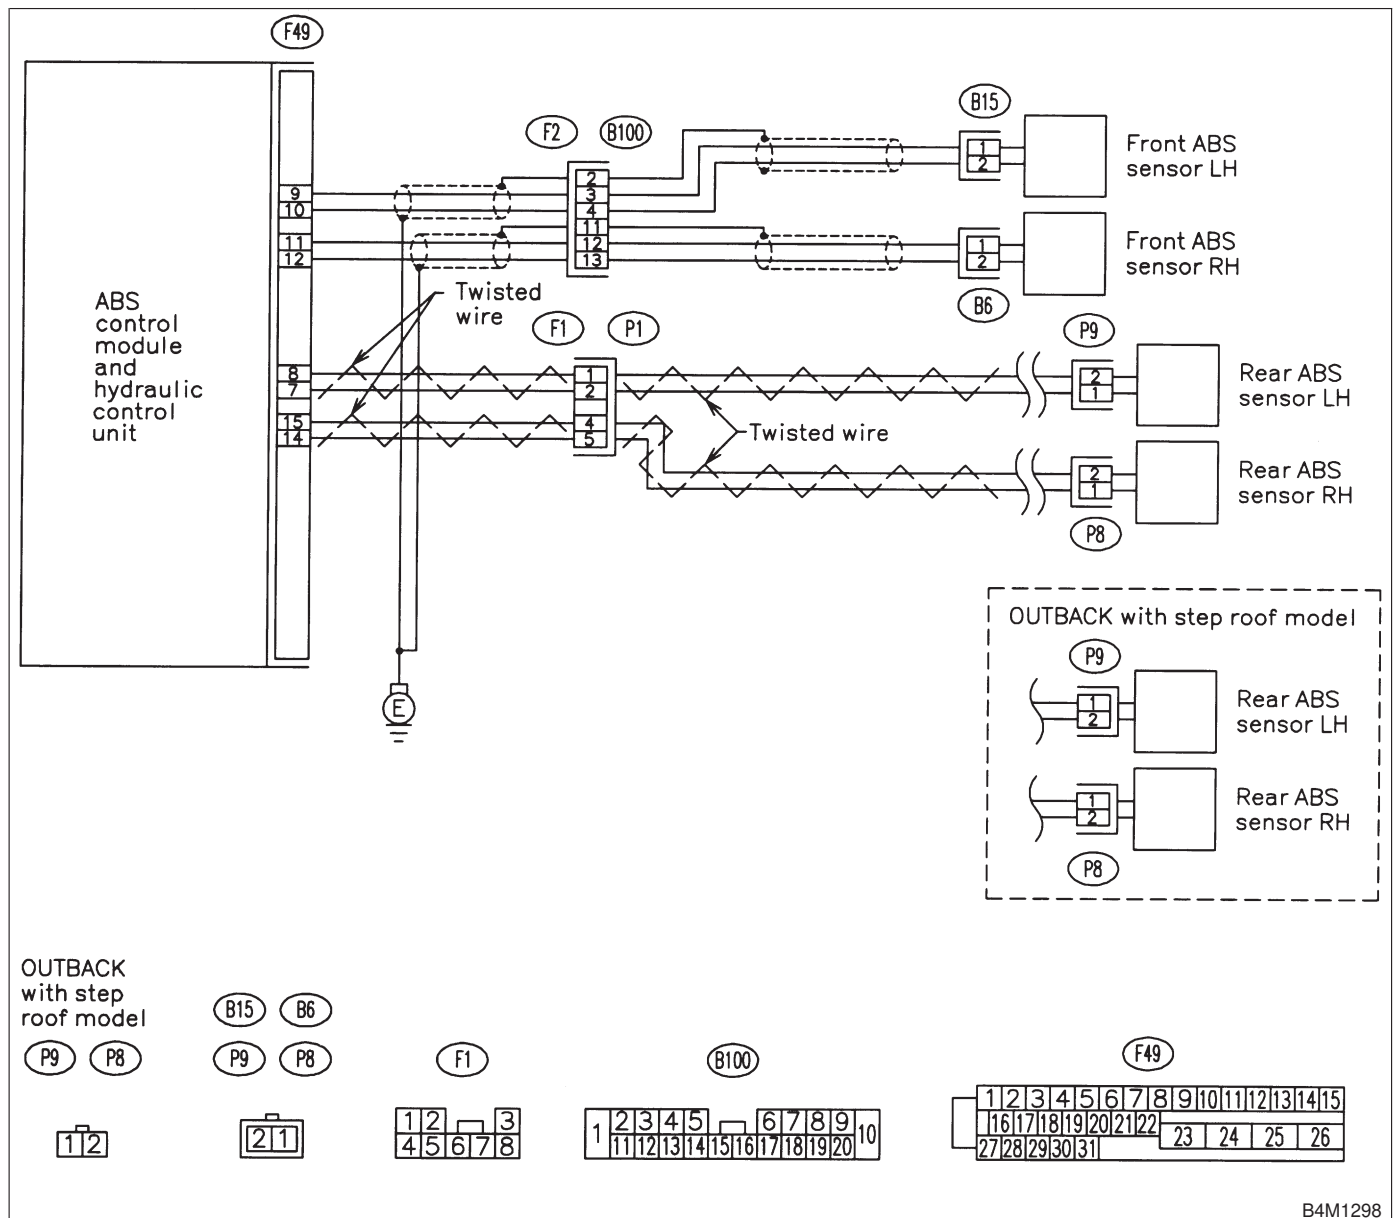 F49
B15
F2 B100
1
2
Front ABS
sensor LH
2
3
4
11
12
13
9
10
11
12
1
2
Front ABS
sensor RH
B6
Twisted
wire
F1 P1
P9
ABS
control
module
and
hydraulic
control
unit
8
7
15
14
1
2
4
5
2
1
Rear ABS
sensor LH
Twisted wire
2
1
Rear ABS
sensor RH
P8
OUTBACK with step roof model
P9
1
2
Rear ABS
sensor LH
1
2
Rear ABS
sensor RH
P8
E
OUTBACK
with step
roof model
P9 P8
1 2
B15 B6
P9 P8
2 1
F1
1 2 3
4 5 6 7 8
B100
1 2 3 4 5 6 7 8 9 10
11 12 13 14 15 16 17 18 19 20
F49
1 2 3 4 5 6 7 8 9 10 11 12 13 14 15
16 17 18 19 20 21 22 23 24 25 26
27 28 29 30 31
B4M1298